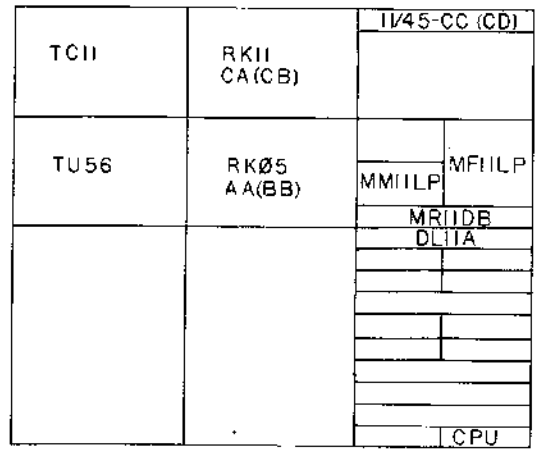 11/45-CC (CD)
TC11
RK11
CA(CB)
TU56
RKØ5
AA(BB)
MM11LP
MF11LP
MR11DB
DL11A
CPU